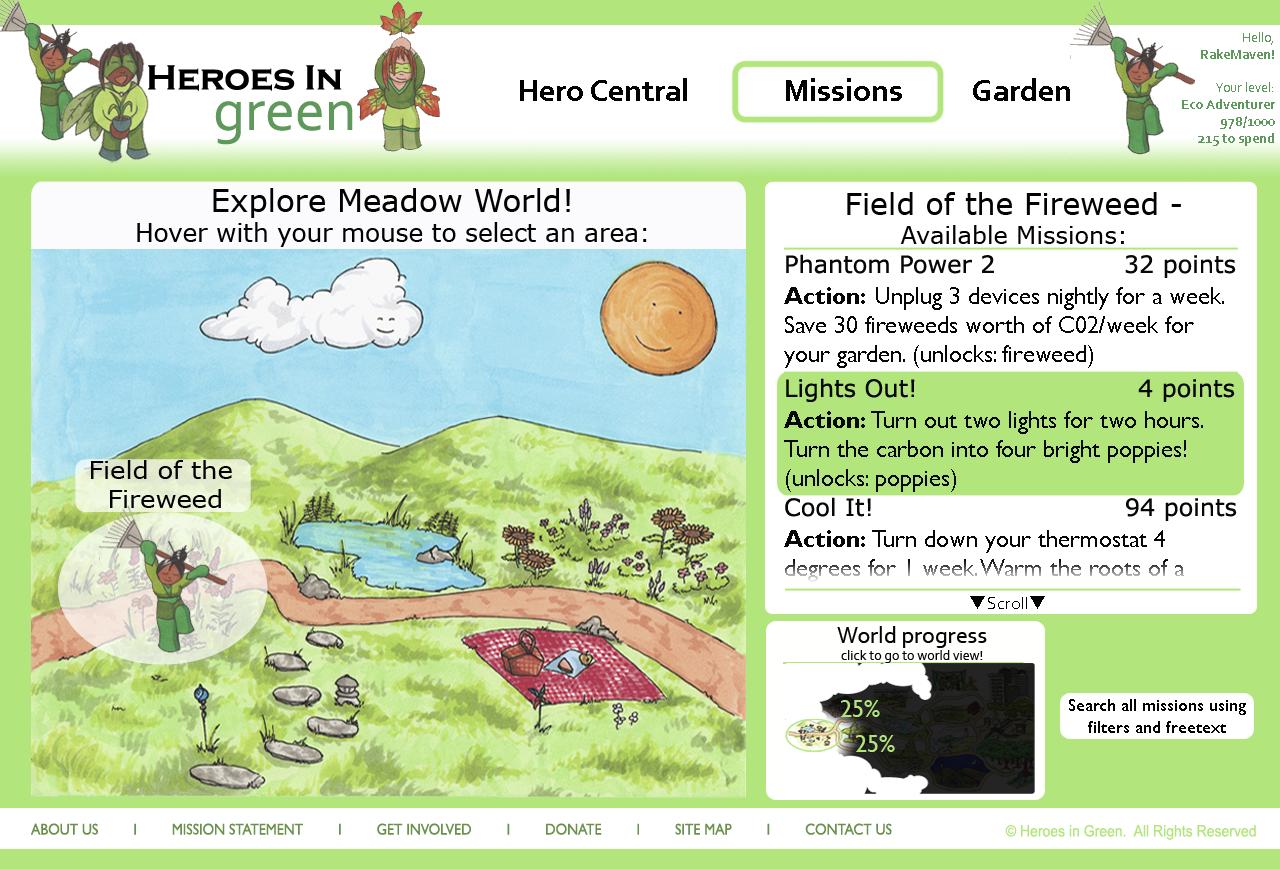 HEROES IN
green
Hero Central
Missions
Garden
Hello,
RakeMaven!
Your level:
Eco Adventurer
978/1000
215 to spend
Explore Meadow World!
Hover with your mouse to select an area:
Field of the
Fireweed
Field of the Fireweed -
Available Missions:
Phantom Power 2 32 points
Action: Unplug 3 devices nightly for a week.
Save 30 fireweeds worth of C02/week for
your garden. (unlocks: fireweed)
Lights Out! 4 points
Action: Turn out two lights for two hours.
Turn the carbon into four bright poppies!
(unlocks: poppies)
Cool It! 94 points
Action: Turn down your thermostat 4
degrees for 1 week. Warm the roots of a
▼Scroll▼
World progress
click to go to world view!
25%
25%
Search all missions using
filters and freetext
ABOUT US | MISSION STATEMENT | GET INVOLVED | DONATE | SITE MAP | CONTACT US
© Heroes in Green. All Rights Reserved